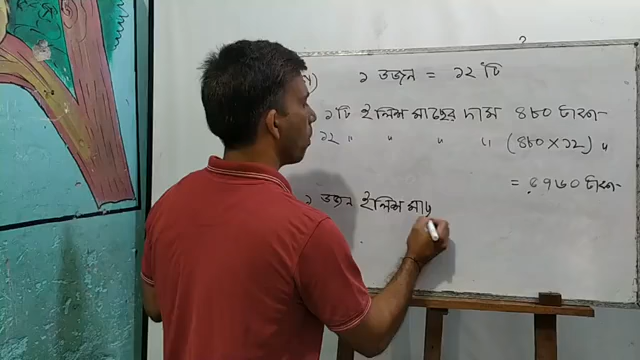 ১ ডজন = ১২ টি
১টি ইলিশ মাছের দাম ৪৮০ টাকা
১২ " " " " (৪৮০×১২) "
= ৫৭৬০ টাকা
১ ডজন ইলিশ মাছ